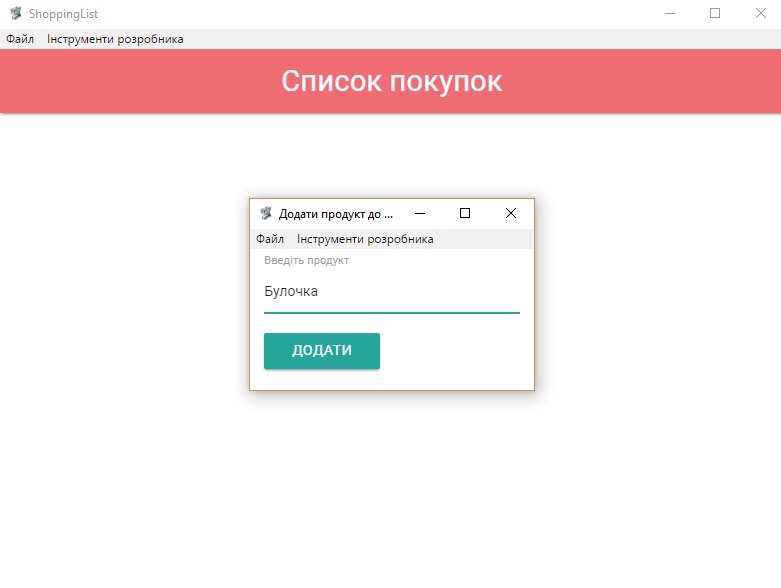 ShoppingList
Файл Інструменти розробника
Список покупок
Додати продукт до ...
Файл Інструменти розробника
Введіть продукт
Булочка
ДОДАТИ